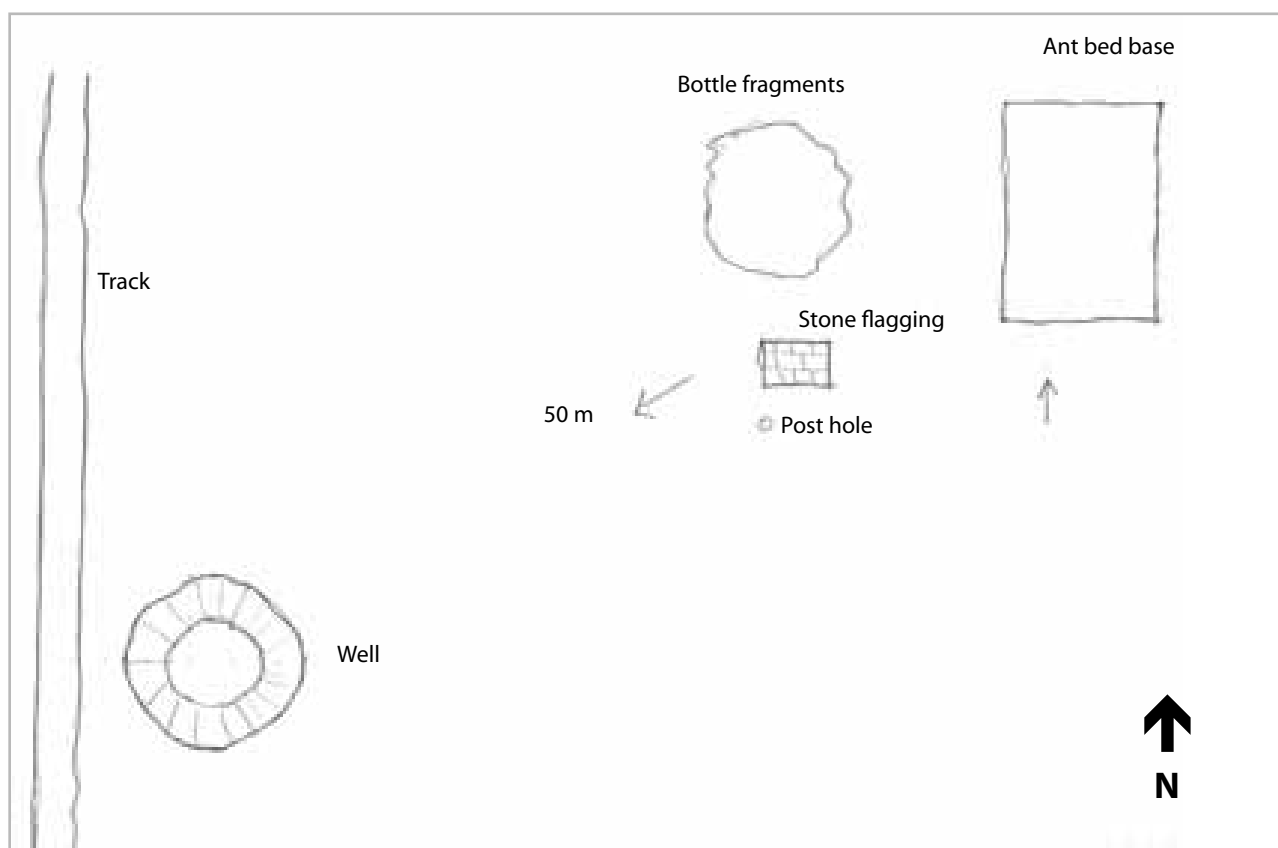 Ant bed base
Bottle fragments
Track
Stone flagging
50 m
Post hole
Well
N